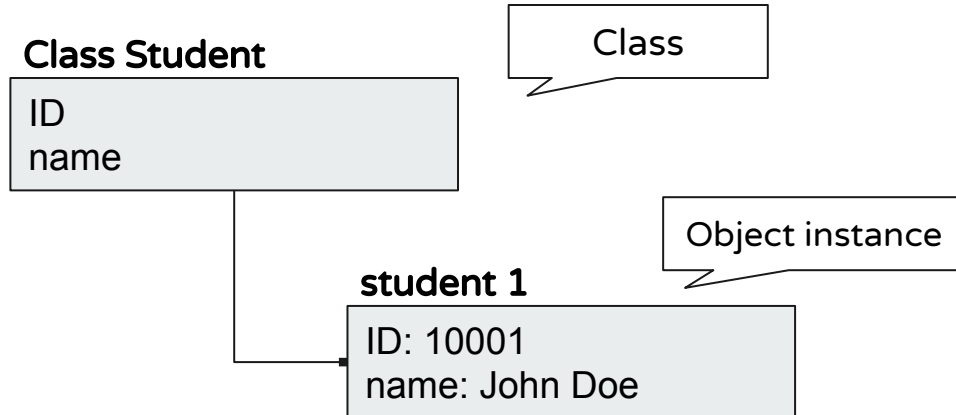 Class
Class Student
ID
name
Object instance
student 1
ID: 10001
name: John Doe